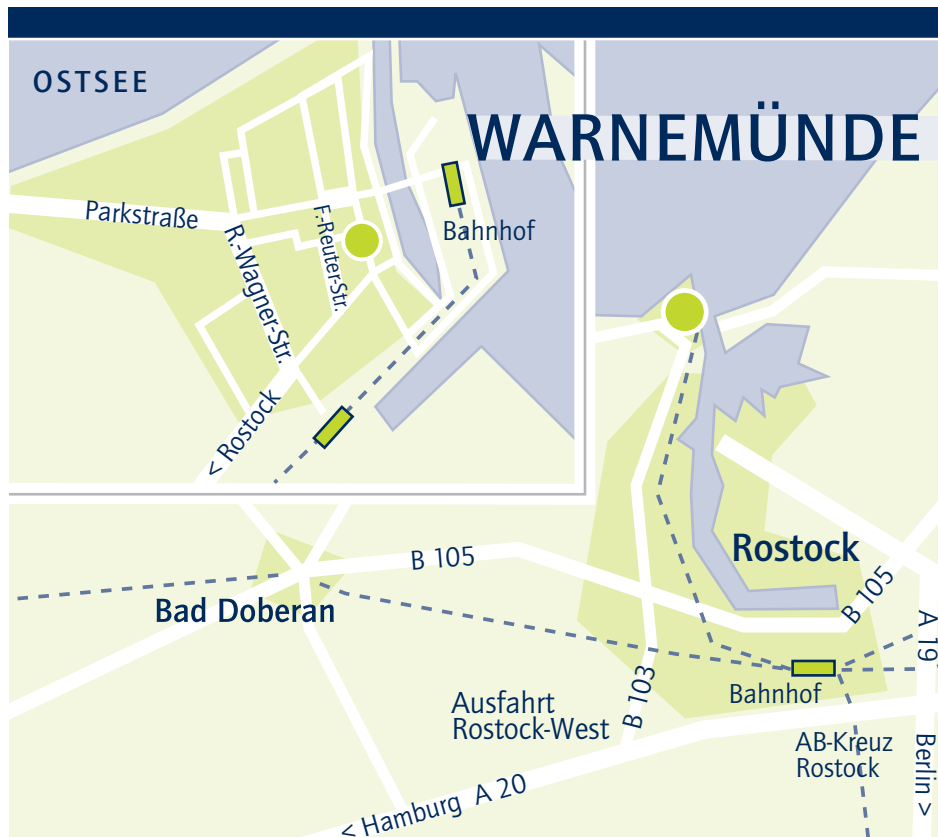 OSTSEE
WARNEMÜNDE
Parkstraße
R.-Wagner-Str.
F.-Reuter-Str.
Bahnhof
< Rostock
B 105
Rostock
Bad Doberan
B 105
A 19
Ausfahrt
Rostock-West
B 103
Bahnhof
AB-Kreuz
Rostock
Berlin >
< Hamburg A 20